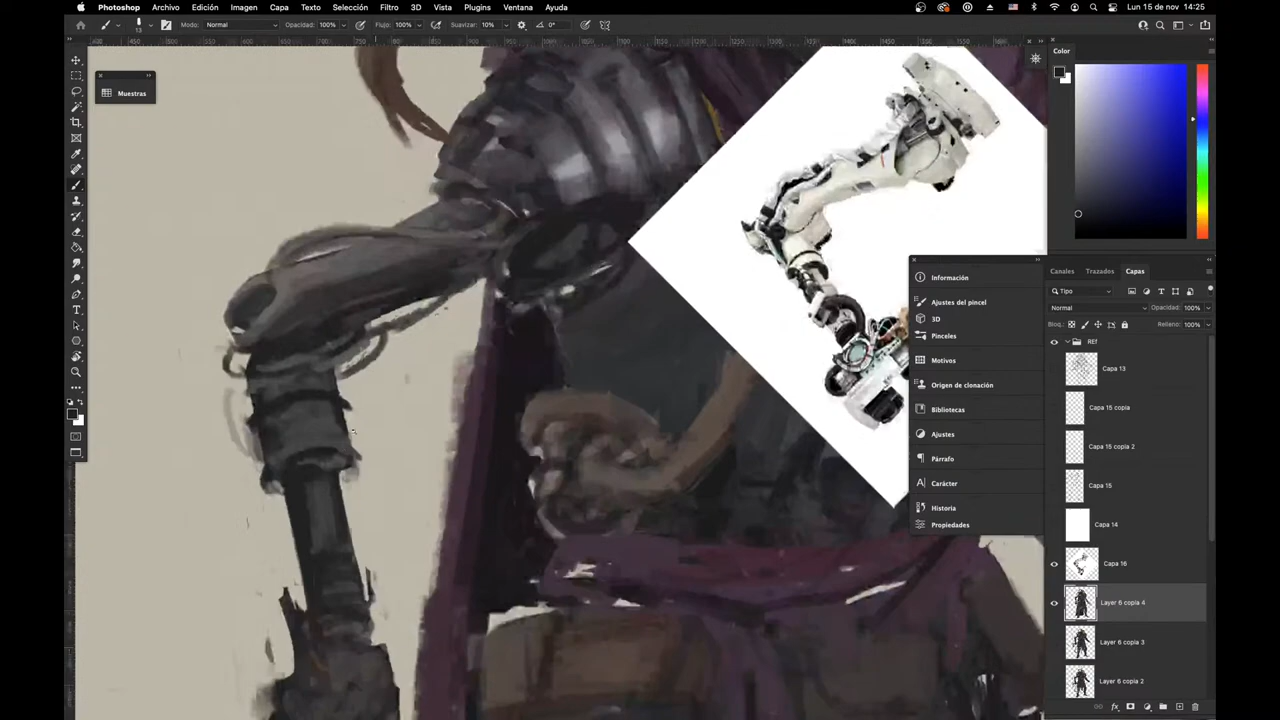 Photoshop Archivo Edición Imagen Capa Texto Selección Filtro 3D Vista Plugins Ventana Ayuda Lun 15 de nov 14:25
13 Modo: Normal Opacidad: 100% Flujo: 100% Suavizar: 10% 0°
Muestras
Color
Información
Ajustes del pincel
3D
Pinceles
Motivos
Origen de clonación
Bibliotecas
Ajustes
Párrafo
Carácter
Historia
Propiedades
Canales Trazados Capas
Tipo
Normal Opacidad: 100%
Bloq.: Relleno: 100%
REf
Capa 13
Capa 15 copia
Capa 15 copia 2
Capa 15
Capa 14
Capa 16
Layer 6 copia 4
Layer 6 copia 3
Layer 6 copia 2